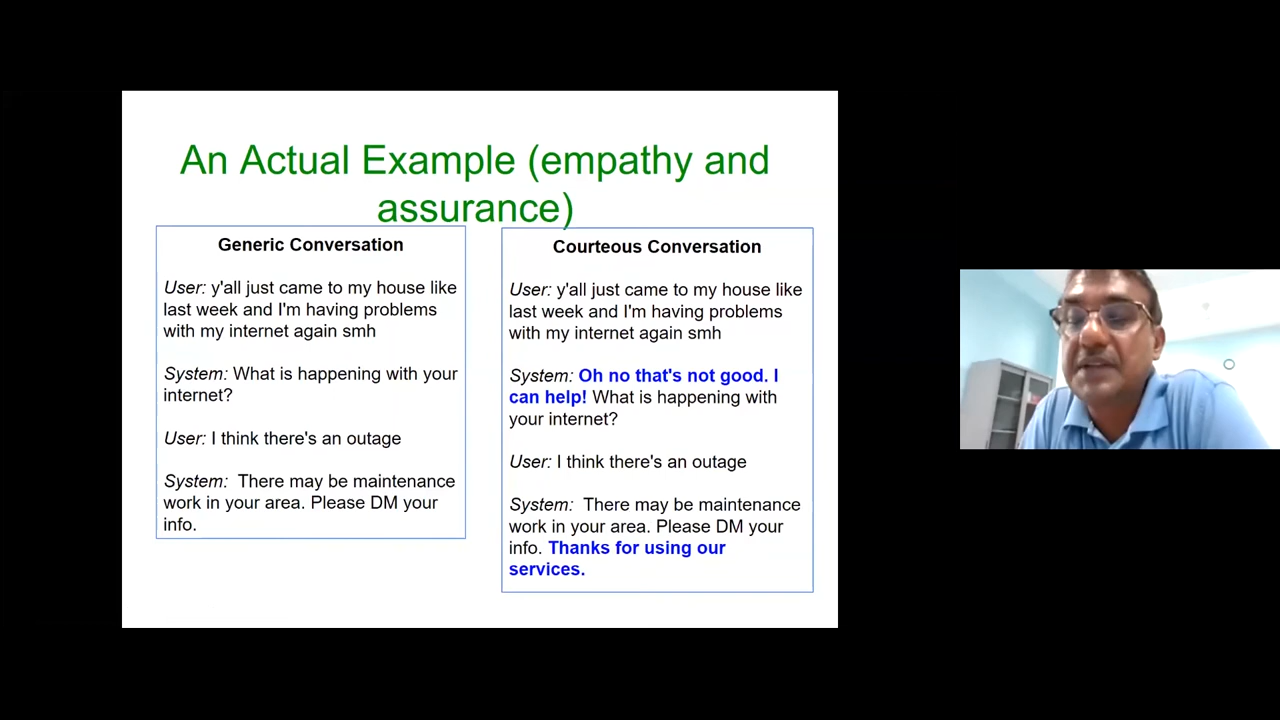 An Actual Example (empathy and
assurance)
Generic Conversation
User: y'all just came to my house like
last week and I'm having problems
with my internet again smh
System: What is happening with your
internet?
User: I think there's an outage
System: There may be maintenance
work in your area. Please DM your
info.
Courteous Conversation
User: y'all just came to my house like
last week and I'm having problems
with my internet again smh
System: Oh no that's not good. I
can help! What is happening with
your internet?
User: I think there's an outage
System: There may be maintenance
work in your area. Please DM your
info. Thanks for using our
services.